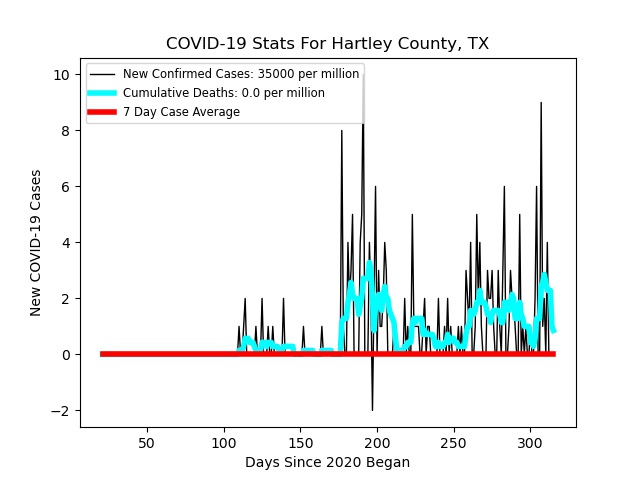 COVID-19 Stats For Hartley County, TX
New Confirmed Cases: 35000 per million
Cumulative Deaths: 0.0 per million
7 Day Case Average
New COVID-19 Cases
10
8
6
4
2
0
−2
50 100 150 200 250 300
Days Since 2020 Began